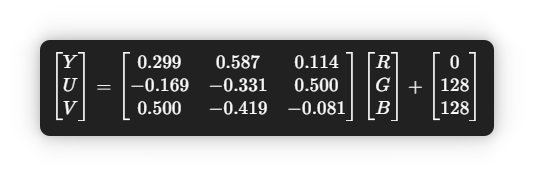 Y 0.299 0.587 0.114 R 0
U = −0.169 −0.331 0.500 G + 128
V 0.500 −0.419 −0.081 B 128